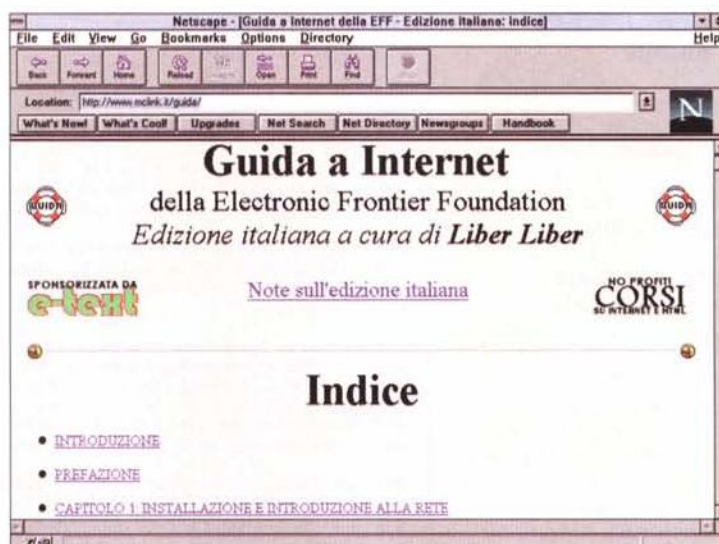 Netscape - [Guida a Internet della EFF - Edizione italiana: indice]
File Edit View Go Bookmarks Options Directory Help
Back Forward Home Reload Open Print Find
Location: http://www.mclink.it/guida/
What's New! What's Cool! Upgrades Net Search Net Directory Newsgroups Handbook
N
Guida a Internet
GUIDA della Electronic Frontier Foundation GUIDA
Edizione italiana a cura di Liber Liber
SPONSORIZZATA DA
e-text
Note sull'edizione italiana
NO PROFIT!
CORSI
SU INTERNET E HTML
Indice
INTRODUZIONE
PREFAZIONE
CAPITOLO 1: INSTALLAZIONE E INTRODUZIONE ALLA RETE